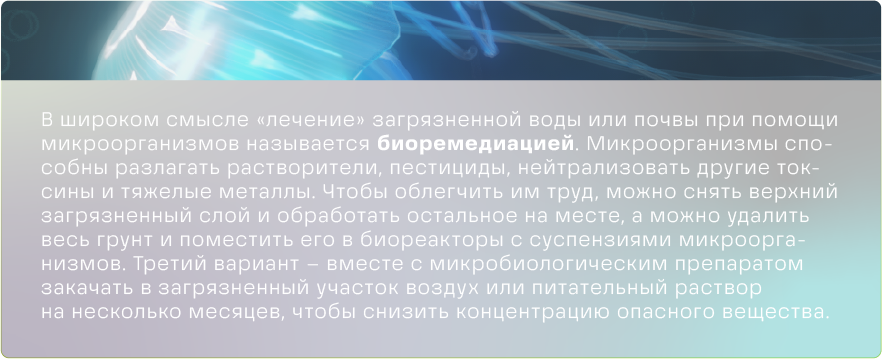 В широком смысле «лечение» загрязненной воды или почвы при помощи
микроорганизмов называется биоремедиацией. Микроорганизмы спо-
собны разлагать растворители, пестициды, нейтрализовать другие ток-
сины и тяжелые металлы. Чтобы облегчить им труд, можно снять верхний
загрязненный слой и обработать остальное на месте, а можно удалить
весь грунт и поместить его в биореакторы с суспензиями микроорга-
низмов. Третий вариант – вместе с микробиологическим препаратом
закачать в загрязненный участок воздух или питательный раствор
на несколько месяцев, чтобы снизить концентрацию опасного вещества.